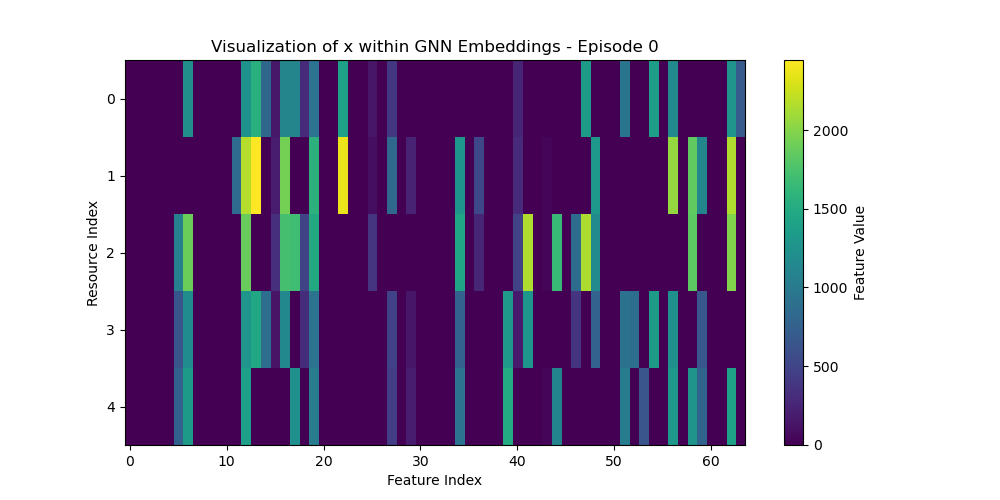 Visualization of x within GNN Embeddings - Episode 0
0
1
2
3
4
Resource Index
0 10 20 30 40 50 60
Feature Index
2000
1500
1000
500
0
Feature Value